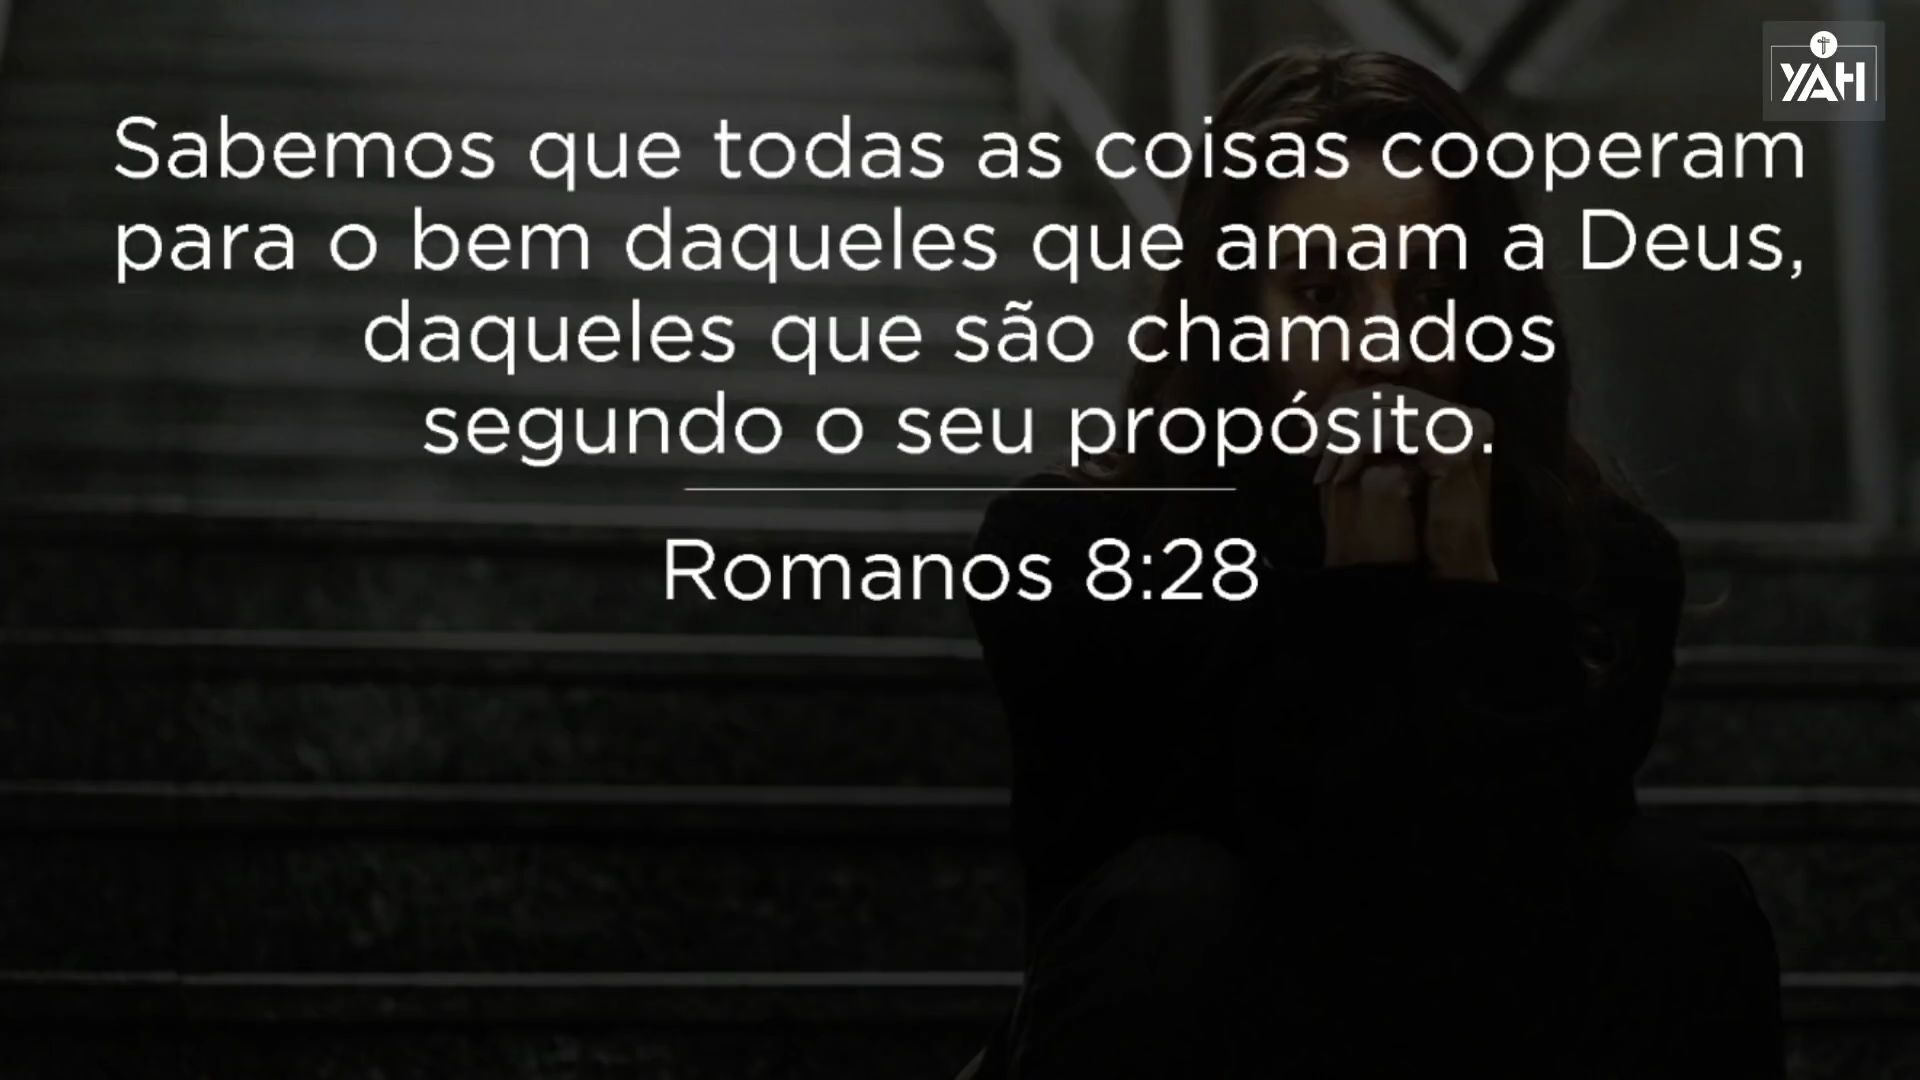 YAH
Sabemos que todas as coisas cooperam
para o bem daqueles que amam a Deus,
daqueles que são chamados
segundo o seu propósito.
Romanos 8:28